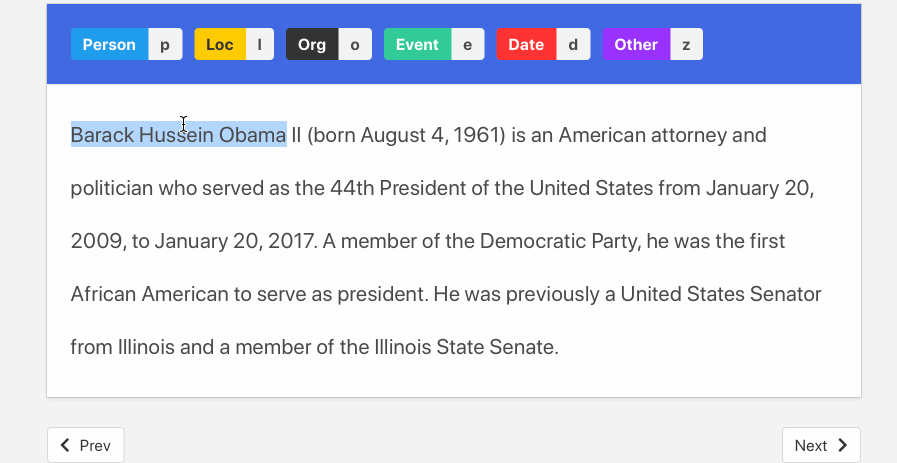 Person p Loc l Org o Event e Date d Other z
Barack Hussein Obama II (born August 4, 1961) is an American attorney and
politician who served as the 44th President of the United States from January 20,
2009, to January 20, 2017. A member of the Democratic Party, he was the first
African American to serve as president. He was previously a United States Senator
from Illinois and a member of the Illinois State Senate.
Prev Next